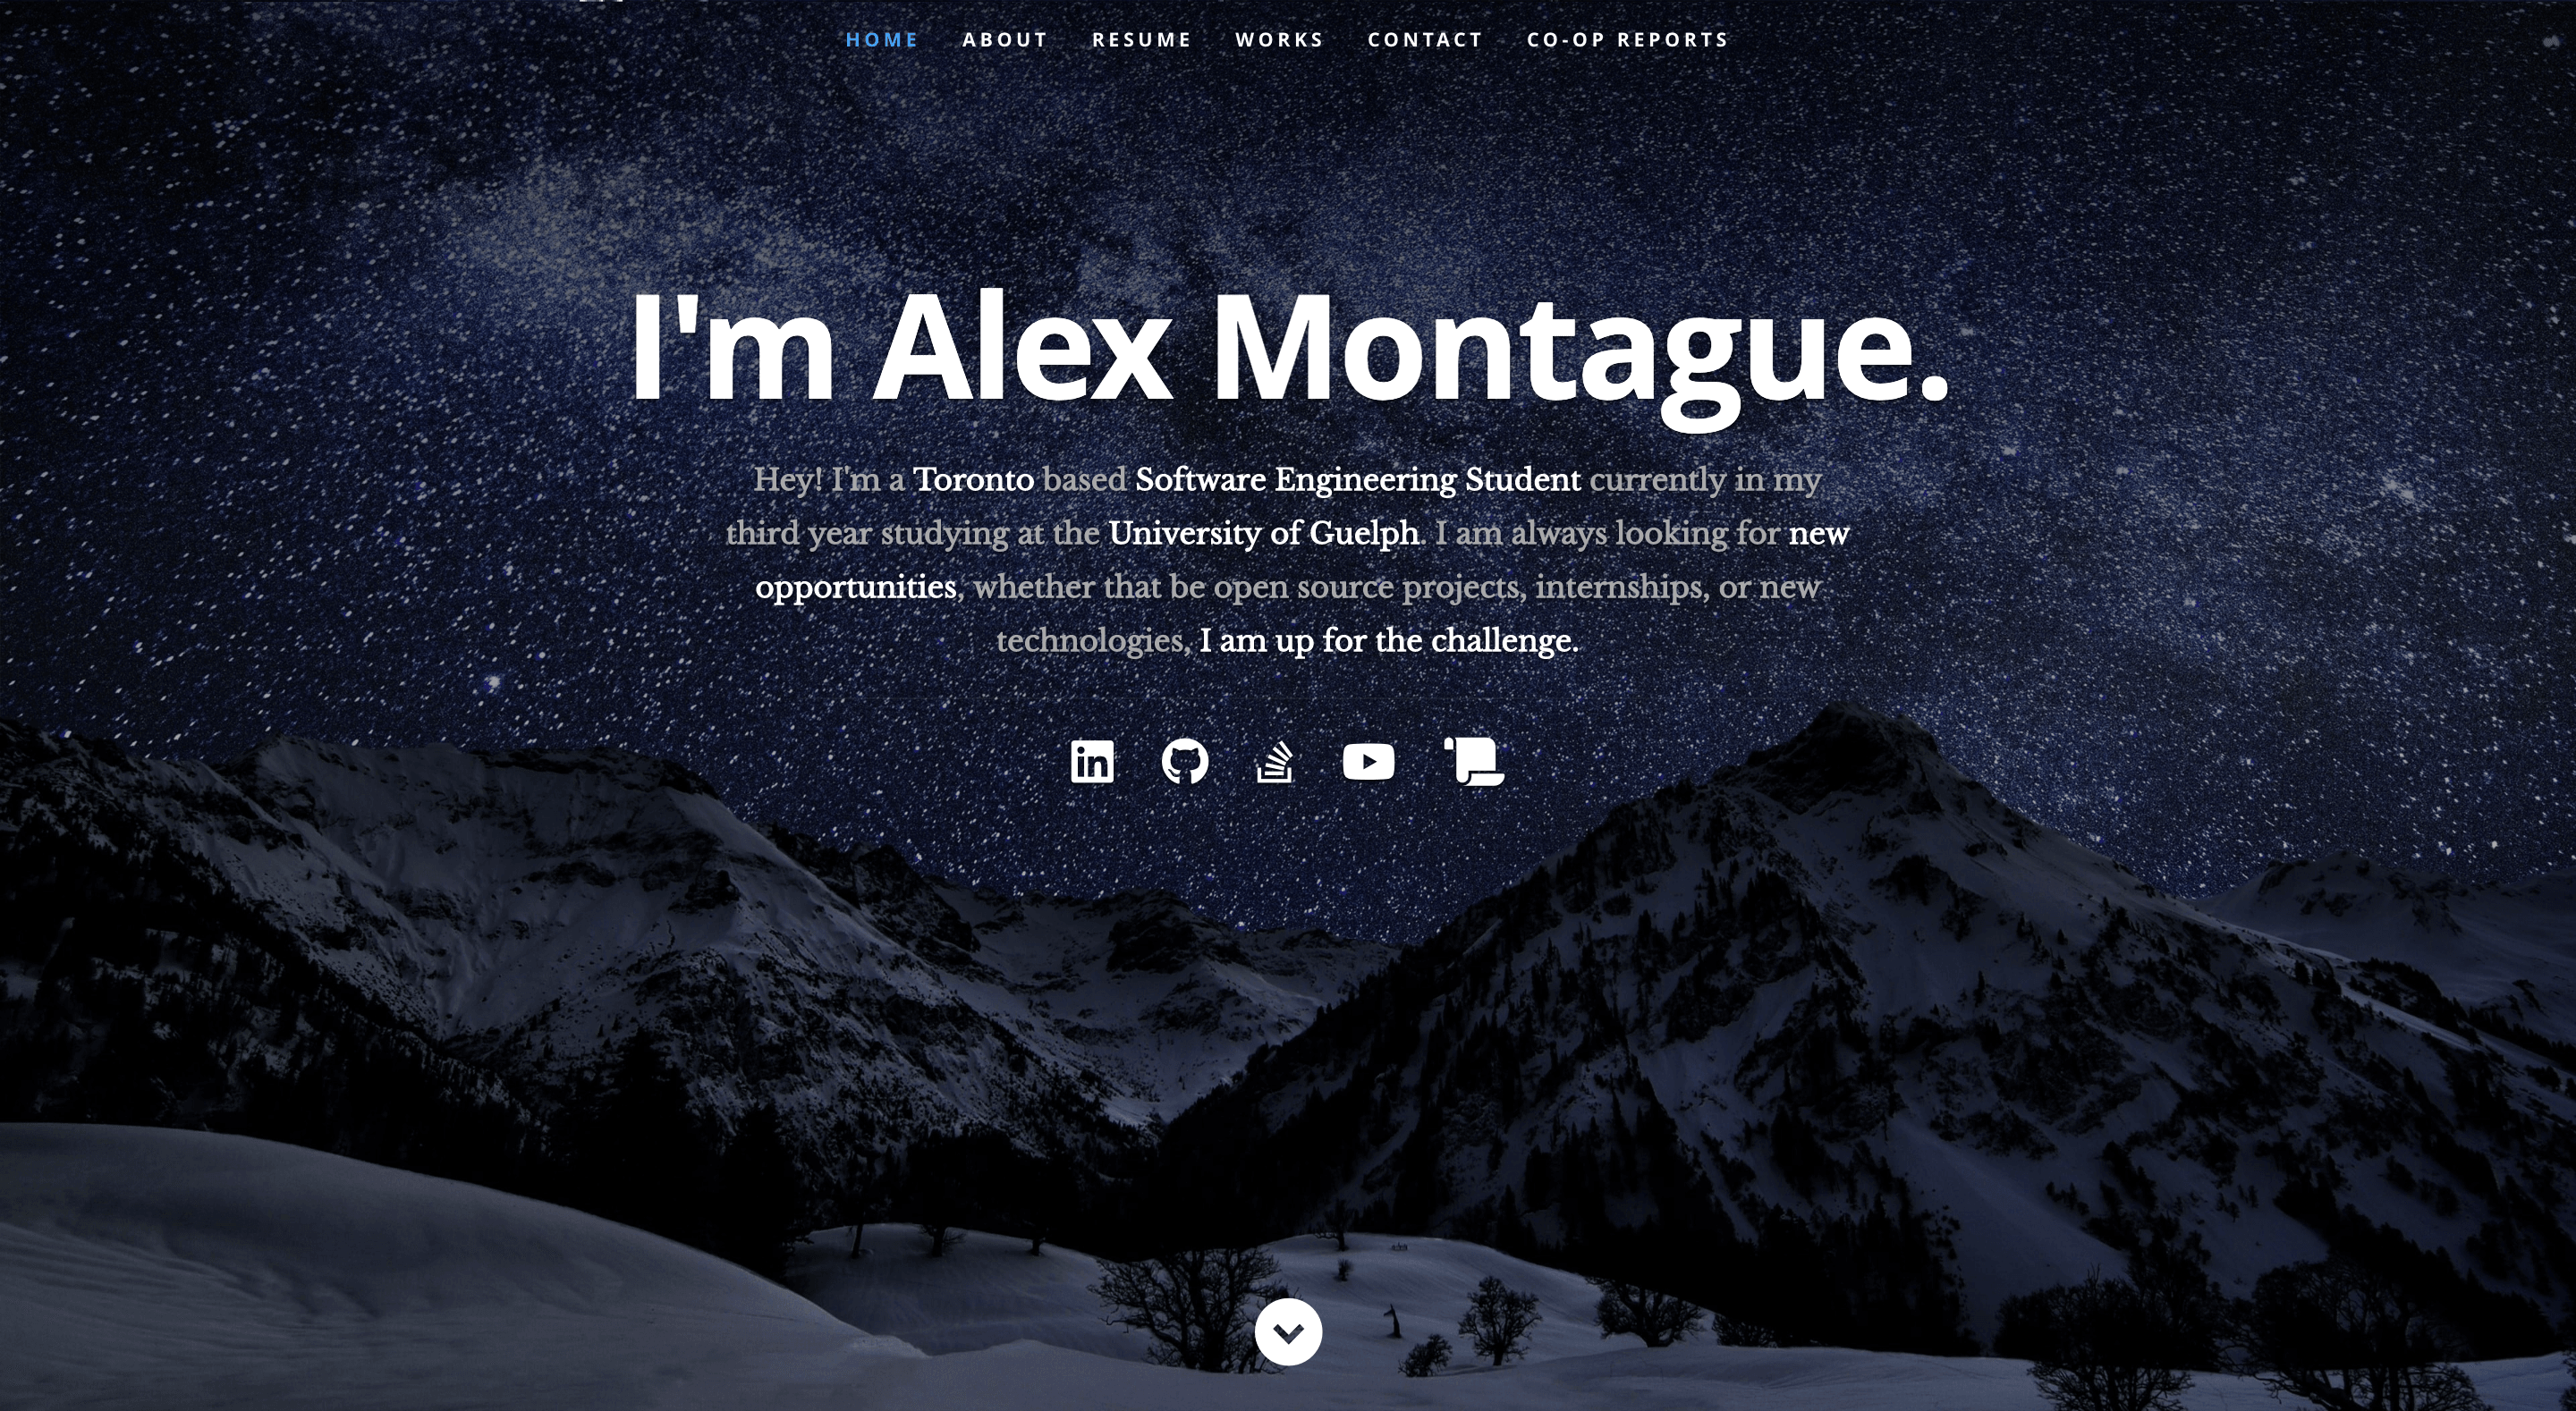 HOME ABOUT RESUME WORKS CONTACT CO-OP REPORTS
I'm Alex Montague.
Hey! I'm a Toronto based Software Engineering Student currently in my
third year studying at the University of Guelph. I am always looking for new
opportunities, whether that be open source projects, internships, or new
technologies, I am up for the challenge.
in